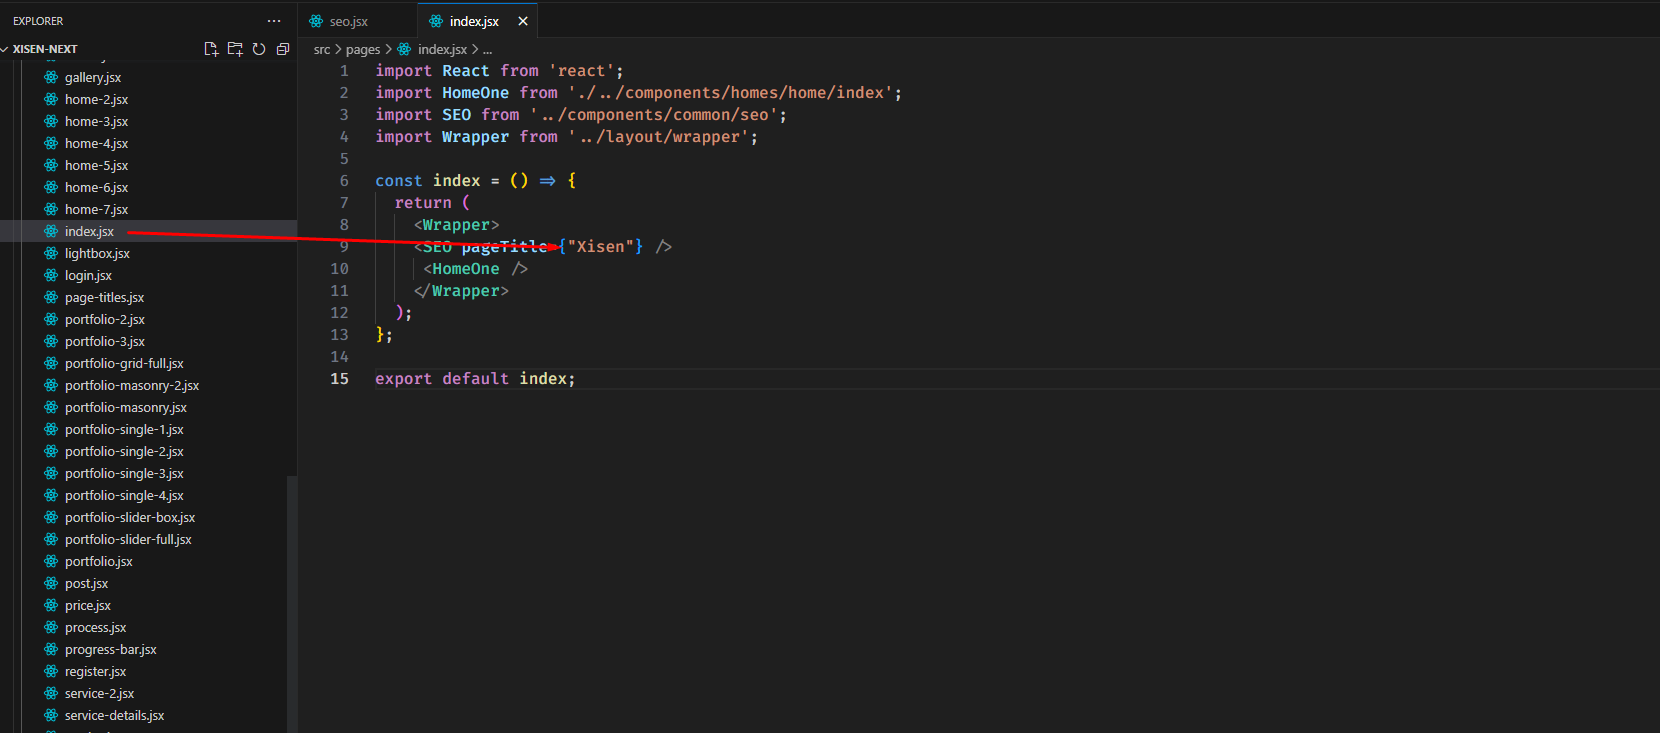 EXPLORER
XISEN-NEXT
gallery.jsx
home-2.jsx
home-3.jsx
home-4.jsx
home-5.jsx
home-6.jsx
home-7.jsx
index.jsx
lightbox.jsx
login.jsx
page-titles.jsx
portfolio-2.jsx
portfolio-3.jsx
portfolio-grid-full.jsx
portfolio-masonry-2.jsx
portfolio-masonry.jsx
portfolio-single-1.jsx
portfolio-single-2.jsx
portfolio-single-3.jsx
portfolio-single-4.jsx
portfolio-slider-box.jsx
portfolio-slider-full.jsx
portfolio.jsx
post.jsx
price.jsx
process.jsx
progress-bar.jsx
register.jsx
service-2.jsx
service-details.jsx
seo.jsx index.jsx
src > pages > index.jsx > ...
1 import React from 'react';
2 import HomeOne from './../components/homes/home/index';
3 import SEO from '../components/common/seo';
4 import Wrapper from '../layout/wrapper';
5
6 const index = () => {
7 return (
8 <Wrapper>
9 <SEO pageTitle={"Xisen"} />
10 <HomeOne />
11 </Wrapper>
12 );
13 };
14
15 export default index;